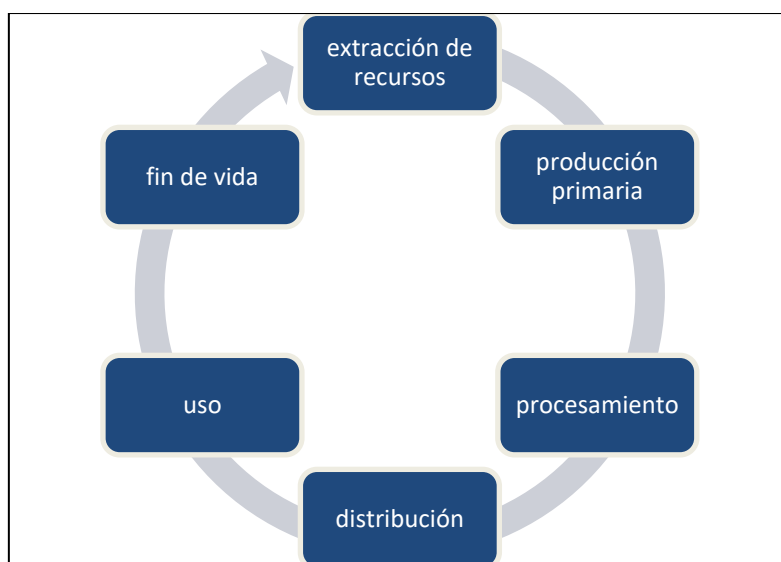 extracción de
recursos
producción
primaria
procesamiento
distribución
uso
fin de vida